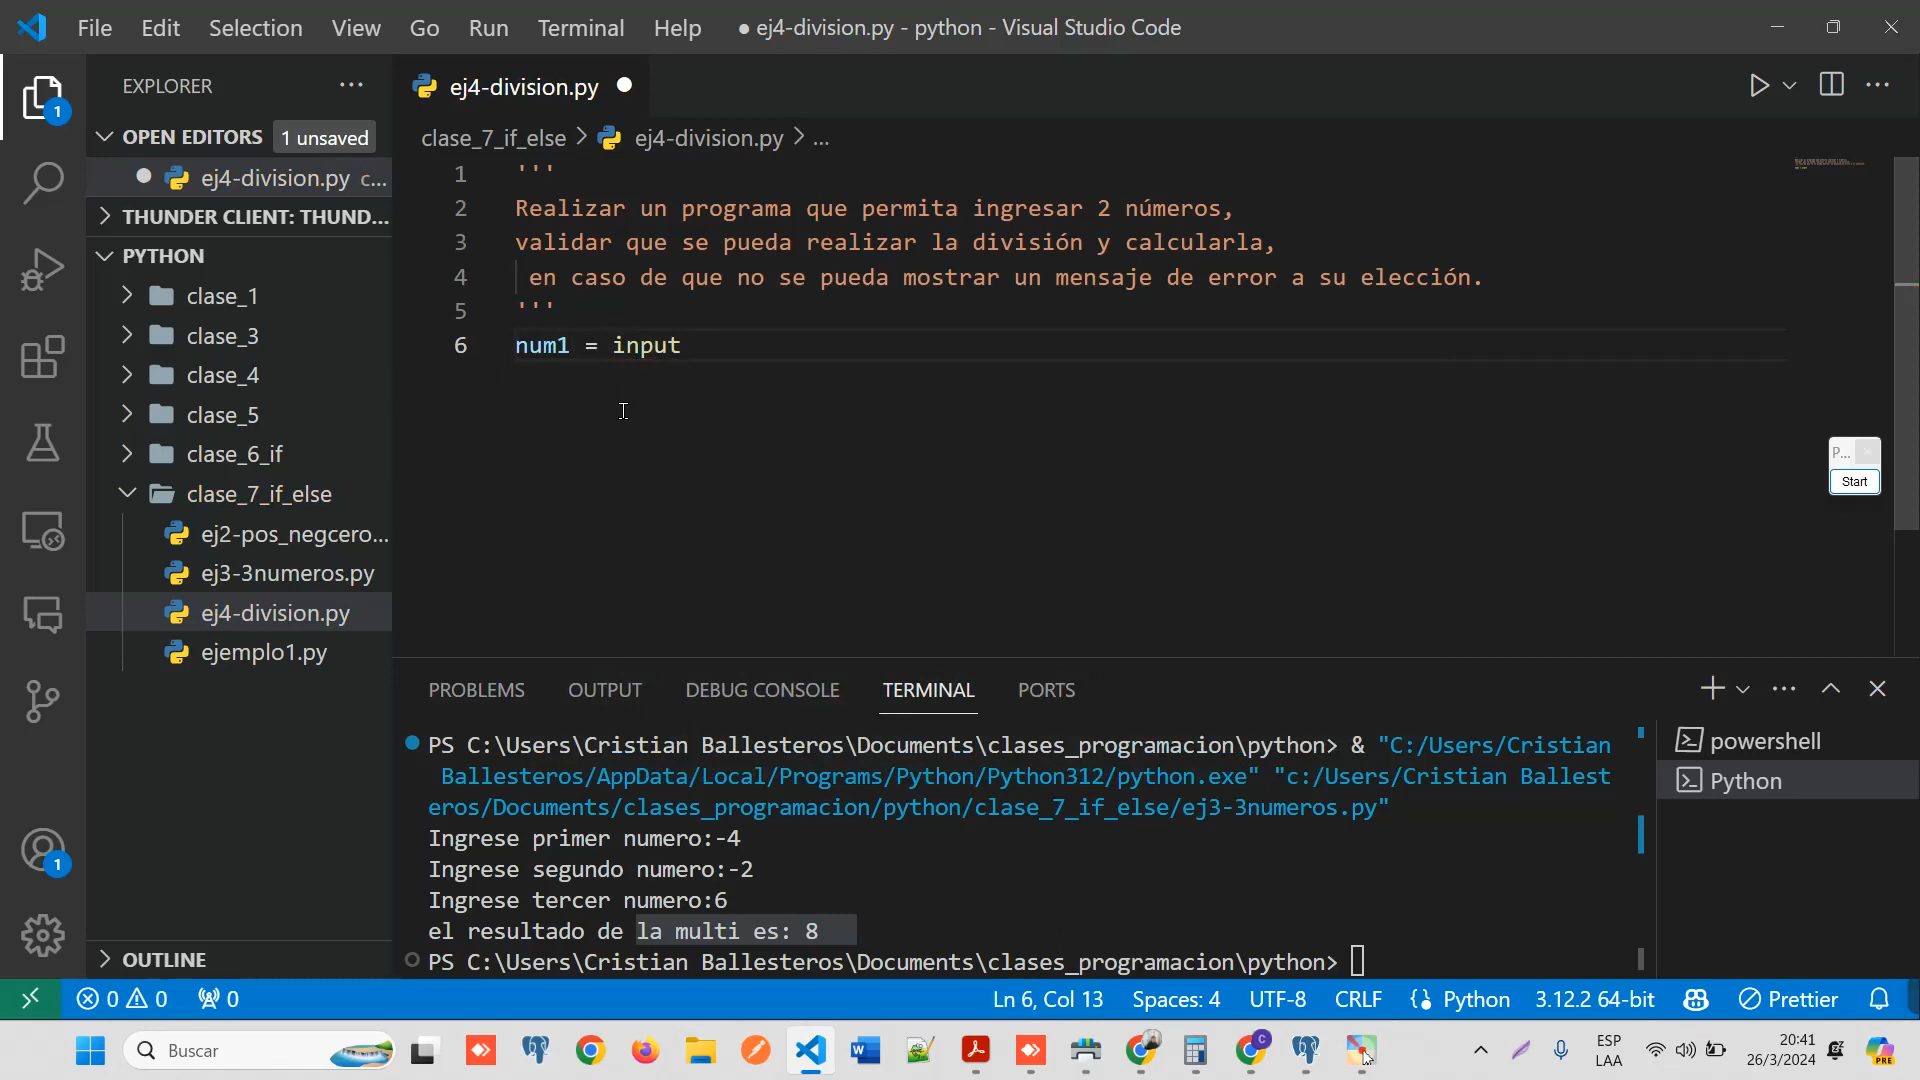 File Edit Selection View Go Run Terminal Help ● ej4-division.py - python - Visual Studio Code
EXPLORER ...
OPEN EDITORS 1 unsaved
ej4-division.py c...
THUNDER CLIENT: THUND...
PYTHON
clase_1
clase_3
clase_4
clase_5
clase_6_if
clase_7_if_else
ej2-pos_negcero...
ej3-3numeros.py
ej4-division.py
ejemplo1.py
OUTLINE
1
1
ej4-division.py
clase_7_if_else > ej4-division.py > ...
1 '''
2 Realizar un programa que permita ingresar 2 números,
3 validar que se pueda realizar la división y calcularla,
4 en caso de que no se pueda mostrar un mensaje de error a su elección.
5 '''
6 num1 = input
P...
Start
PROBLEMS OUTPUT DEBUG CONSOLE TERMINAL PORTS
PS C:\Users\Cristian Ballesteros\Documents\clases_programacion\python> & "C:/Users/Cristian
Ballesteros/AppData/Local/Programs/Python/Python312/python.exe" "c:/Users/Cristian Ballest
eros/Documents/clases_programacion/python/clase_7_if_else/ej3-3numeros.py"
Ingrese primer numero:-4
Ingrese segundo numero:-2
Ingrese tercer numero:6
el resultado de la multi es: 8
PS C:\Users\Cristian Ballesteros\Documents\clases_programacion\python>
powershell
Python
0 0 0 Ln 6, Col 13 Spaces: 4 UTF-8 CRLF Python 3.12.2 64-bit Prettier
Buscar
ESP
LAA
20:41
26/3/2024
PRE